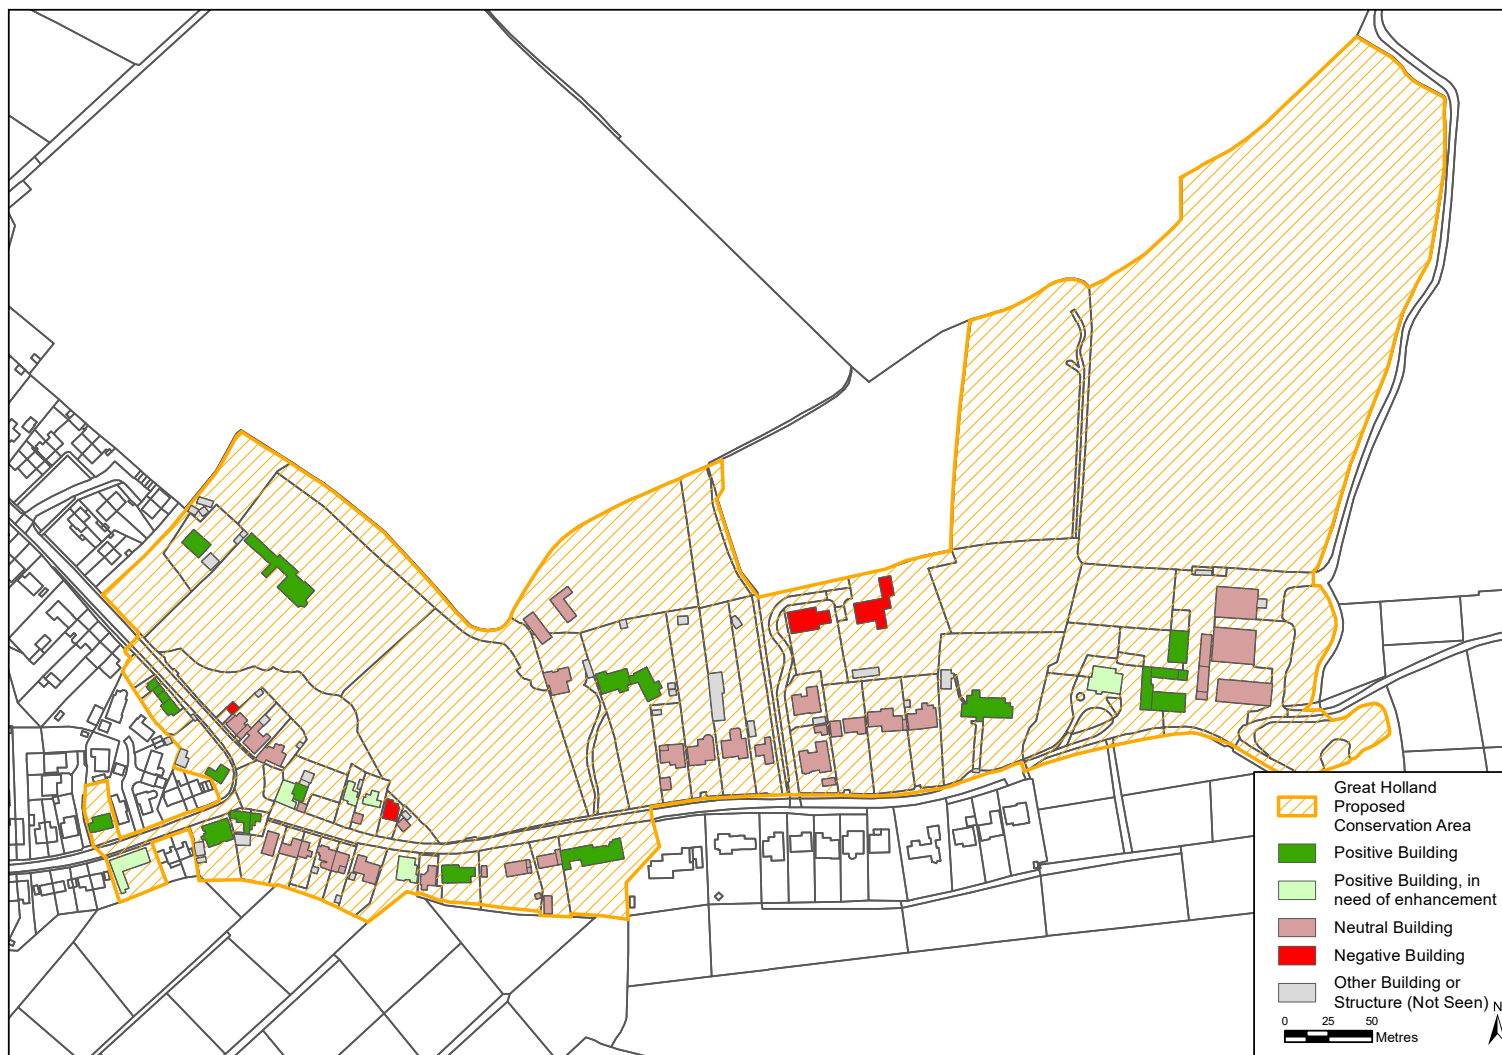 Great Holland
Proposed
Conservation Area
Positive Building
Positive Building, in
need of enhancement
Neutral Building
Negative Building
Other Building or
Structure (Not Seen)
N
0 25 50
Metres